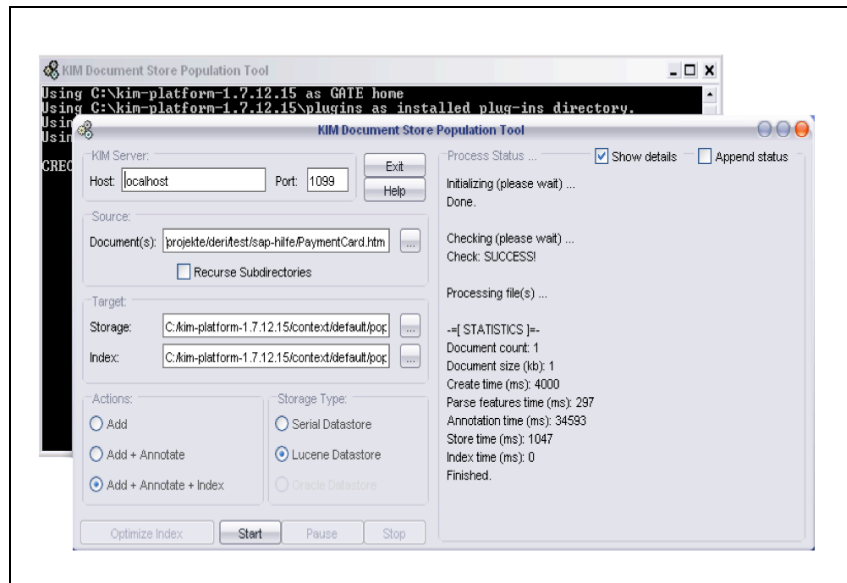 KIM Document Store Population Tool
Using C:\kim-platform-1.7.12.15 as GATE home
Using C:\kim-platform-1.7.12.15\plugins as installed plug-ins directory.
Usin
Usin
CREO
KIM Document Store Population Tool
KIM Server:
Host: localhost Port: 1099
Exit
Help
Source:
Document(s): projekte/deri/test/sap-hilfe/PaymentCard.htm ...
Recurse Subdirectories
Target:
Storage: C:/kim-platform-1.7.12.15/context/default/pop ...
Index: C:/kim-platform-1.7.12.15/context/default/pop ...
Actions:
Add
Add + Annotate
Add + Annotate + Index
Storage Type:
Serial Datastore
Lucene Datastore
Oracle Datastore
Optimize Index Start Pause Stop
Process Status ... Show details Append status
Initializing (please wait) ...
Done.
Checking (please wait) ...
Check: SUCCESS!
Processing file(s) ...
-=[ STATISTICS ]=-
Document count: 1
Document size (kb): 1
Create time (ms): 4000
Parse features time (ms): 297
Annotation time (ms): 34593
Store time (ms): 1047
Index time (ms): 0
Finished.